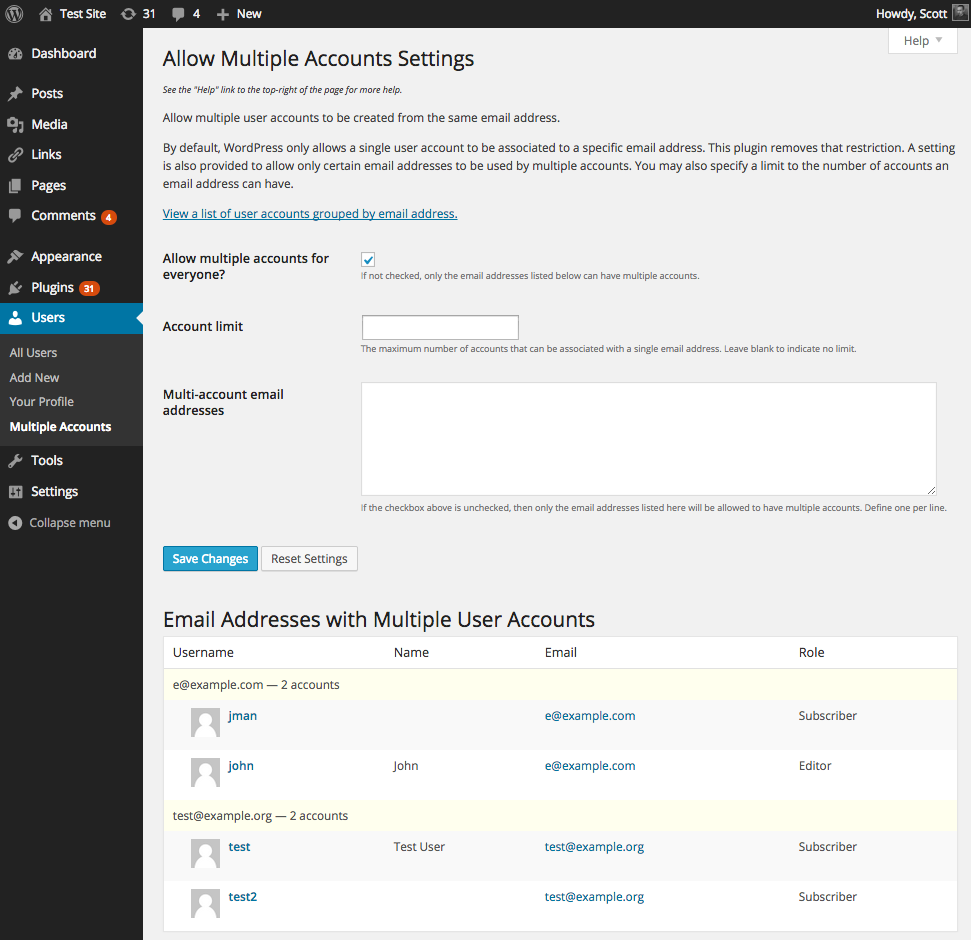 Test Site 31 4 New Howdy, Scott
Help
Dashboard
Posts
Media
Links
Pages
Comments 4
Appearance
Plugins 31
Users
All Users
Add New
Your Profile
Multiple Accounts
Tools
Settings
Collapse menu
Allow Multiple Accounts Settings
See the "Help" link to the top-right of the page for more help.
Allow multiple user accounts to be created from the same email address.
By default, WordPress only allows a single user account to be associated to a specific email address. This plugin removes that restriction. A setting
is also provided to allow only certain email addresses to be used by multiple accounts. You may also specify a limit to the number of accounts an
email address can have.
View a list of user accounts grouped by email address.
Allow multiple accounts for
everyone?
If not checked, only the email addresses listed below can have multiple accounts.
Account limit
The maximum number of accounts that can be associated with a single email address. Leave blank to indicate no limit.
Multi-account email
addresses
If the checkbox above is unchecked, then only the email addresses listed here will be allowed to have multiple accounts. Define one per line.
Save Changes Reset Settings
Email Addresses with Multiple User Accounts
Username Name Email Role
e@example.com — 2 accounts
jman e@example.com Subscriber
john John e@example.com Editor
test@example.org — 2 accounts
test Test User test@example.org Subscriber
test2 test@example.org Subscriber